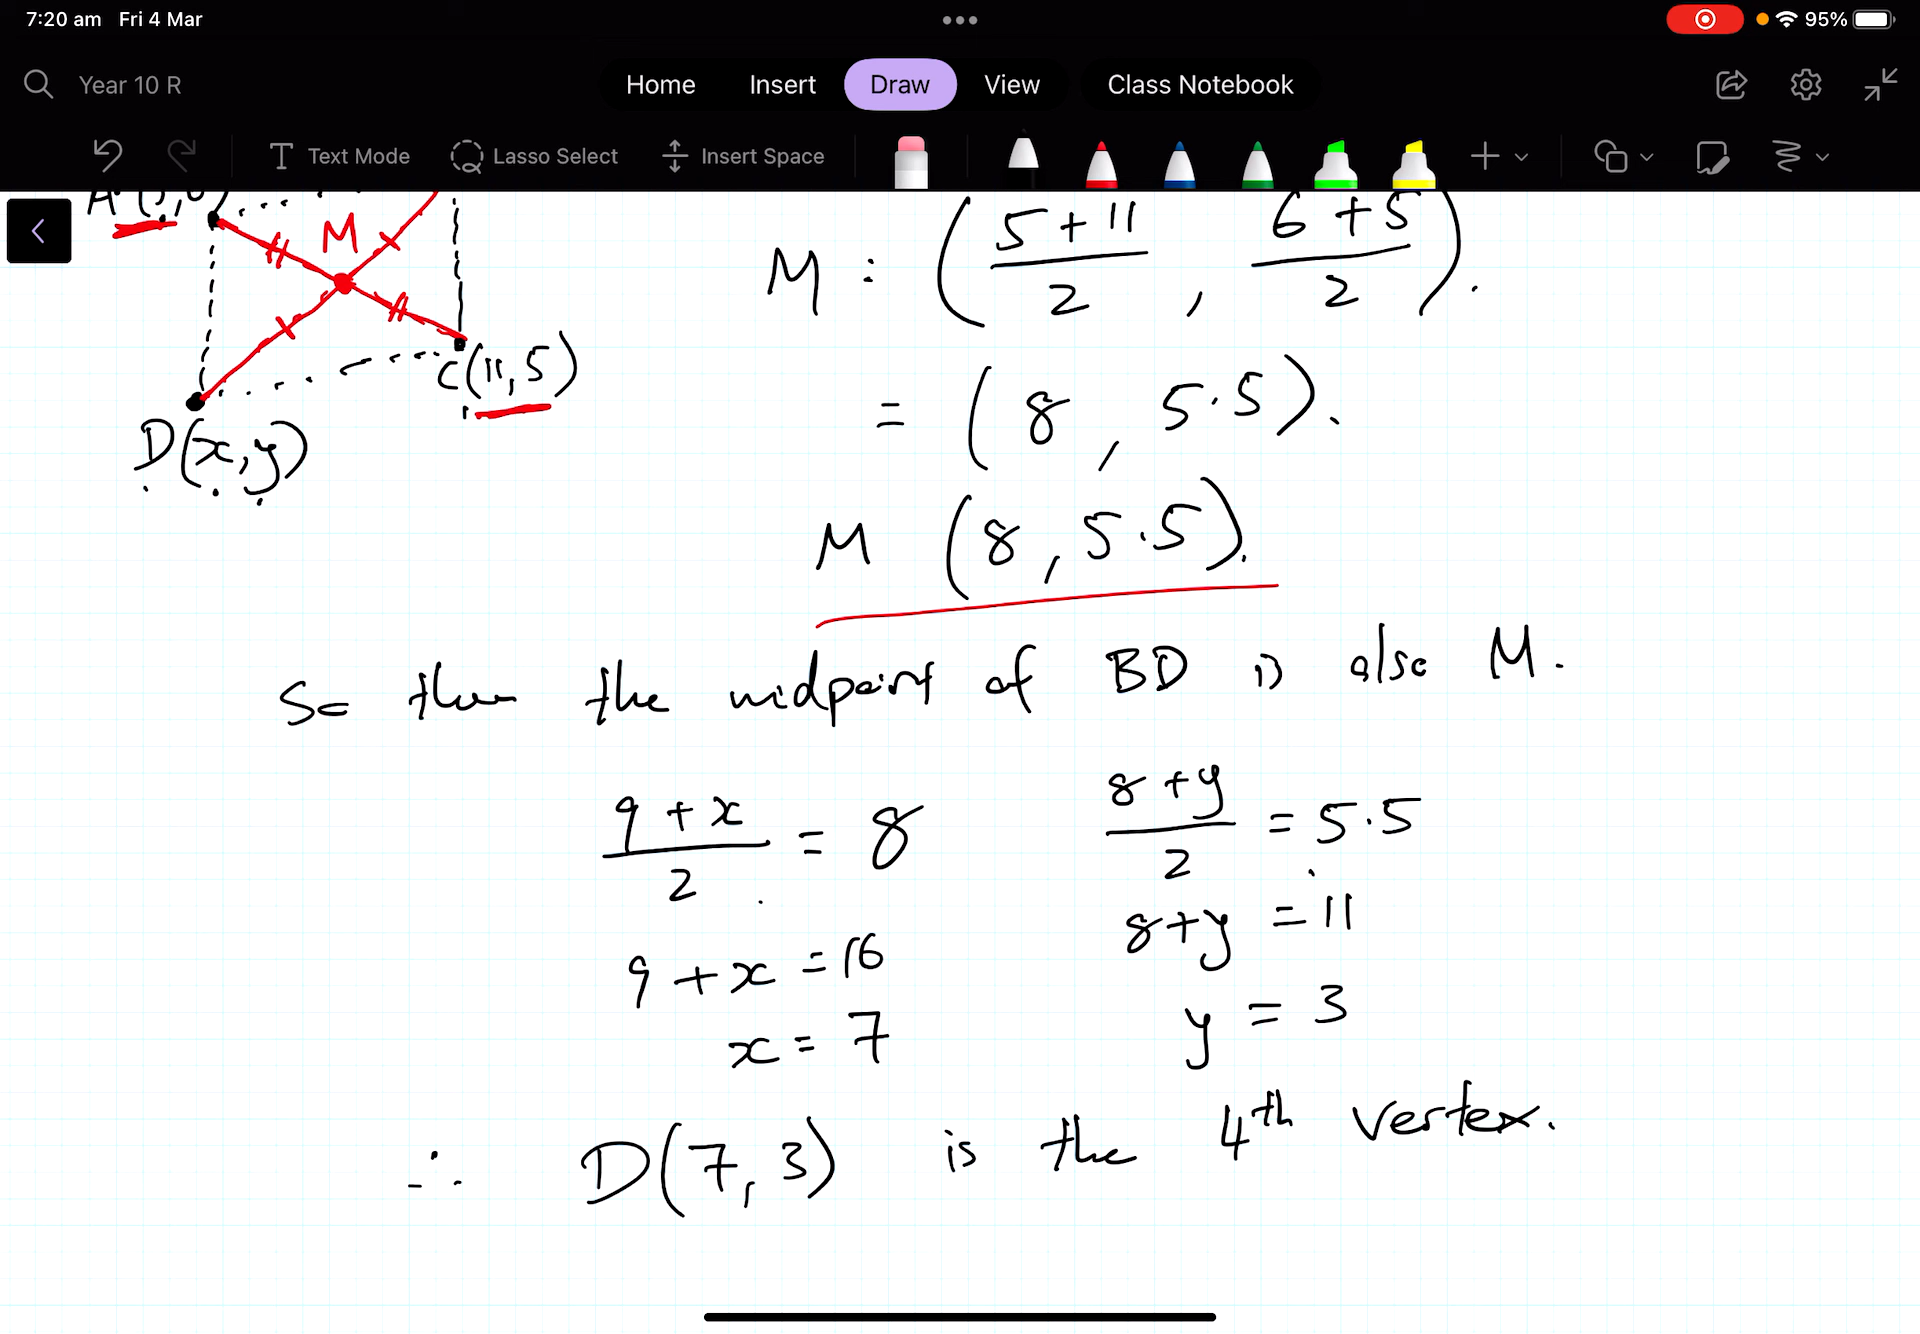 7:20 am Fri 4 Mar
95%
Year 10 R
Home Insert Draw View Class Notebook
Text Mode Lasso Select Insert Space
M
C(11,5)
D(x,y)
M : (5+11/2 , 6+5/2).
= (8 , 5.5).
M (8, 5.5).
So then the midpoint of BD is also M.
9+x/2 = 8
9+x = 16
x = 7
8+y/2 = 5.5
8+y = 11
y = 3
∴ D(7,3) is the 4th vertex.